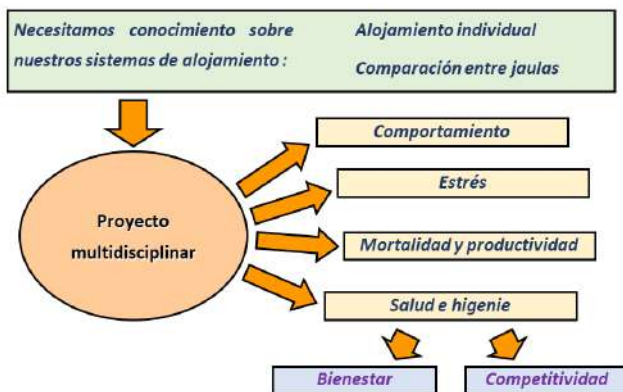 Necesitamos conocimiento sobre
nuestros sistemas de alojamiento :
Alojamiento individual
Comparación entre jaulas
Proyecto
multidisciplinar
Comportamiento
Estrés
Mortalidad y productividad
Salud e higenie
Bienestar
Competitividad